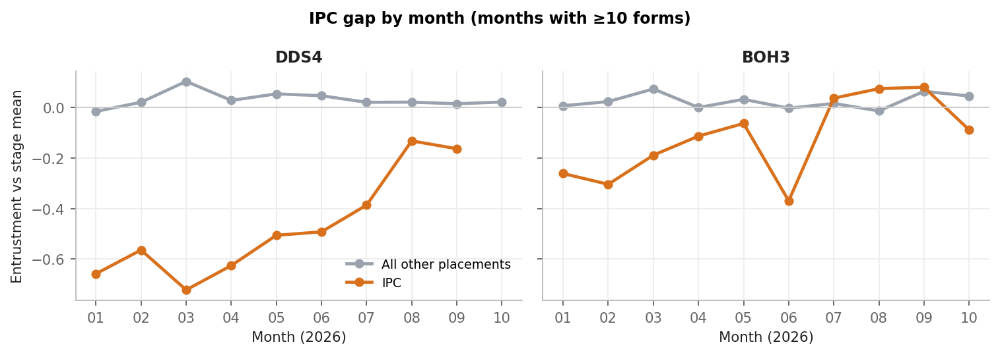 IPC gap by month (months with ≥10 forms)
DDS4
BOH3
Entrustment vs stage mean
0.0
−0.2
−0.4
−0.6
All other placements
IPC
01 02 03 04 05 06 07 08 09 10
01 02 03 04 05 06 07 08 09 10
Month (2026)
Month (2026)